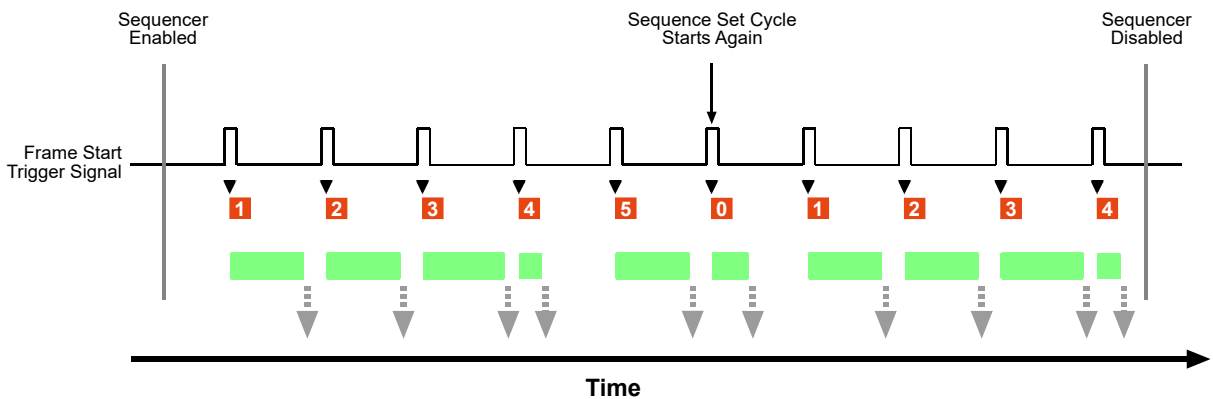 Sequencer
Enabled
Sequence Set Cycle
Starts Again
Sequencer
Disabled
Frame Start
Trigger Signal
1 2 3 4 5 0 1 2 3 4
Time